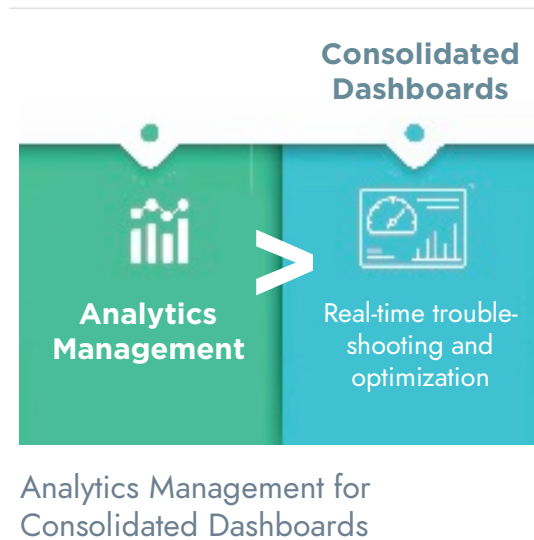 Consolidated
Dashboards
Analytics
Management
>
Real-time trouble-
shooting and
optimization
Analytics Management for
Consolidated Dashboards